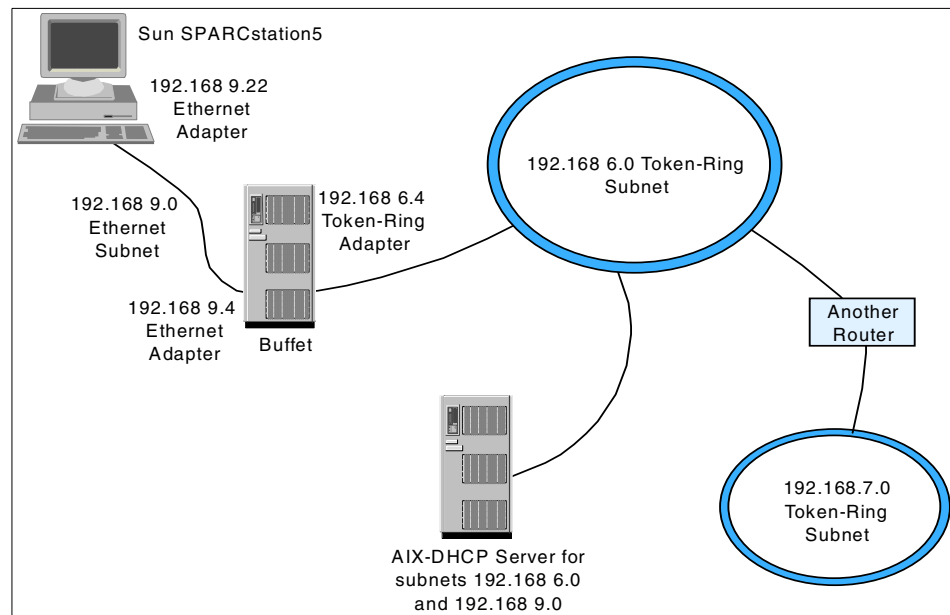 Sun SPARCstation5
192.168 9.22
Ethernet
Adapter
192.168 9.0
Ethernet
Subnet
192.168 6.4
Token-Ring
Adapter
192.168 9.4
Ethernet
Adapter
Buffet
192.168 6.0 Token-Ring
Subnet
Another
Router
192.168.7.0
Token-Ring
Subnet
AIX-DHCP Server for
subnets 192.168 6.0
and 192.168 9.0